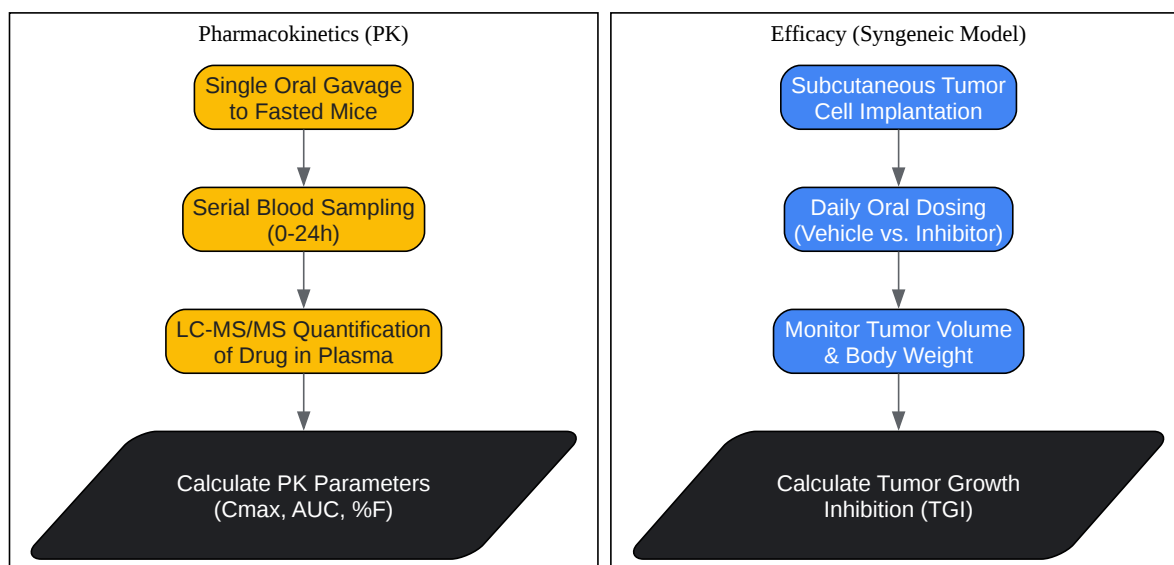 Pharmacokinetics (PK)
Single Oral Gavage
to Fasted Mice
Serial Blood Sampling
(0-24h)
LC-MS/MS Quantification
of Drug in Plasma
Calculate PK Parameters
(Cmax, AUC, %F)
Efficacy (Syngeneic Model)
Subcutaneous Tumor
Cell Implantation
Daily Oral Dosing
(Vehicle vs. Inhibitor)
Monitor Tumor Volume
& Body Weight
Calculate Tumor Growth
Inhibition (TGI)